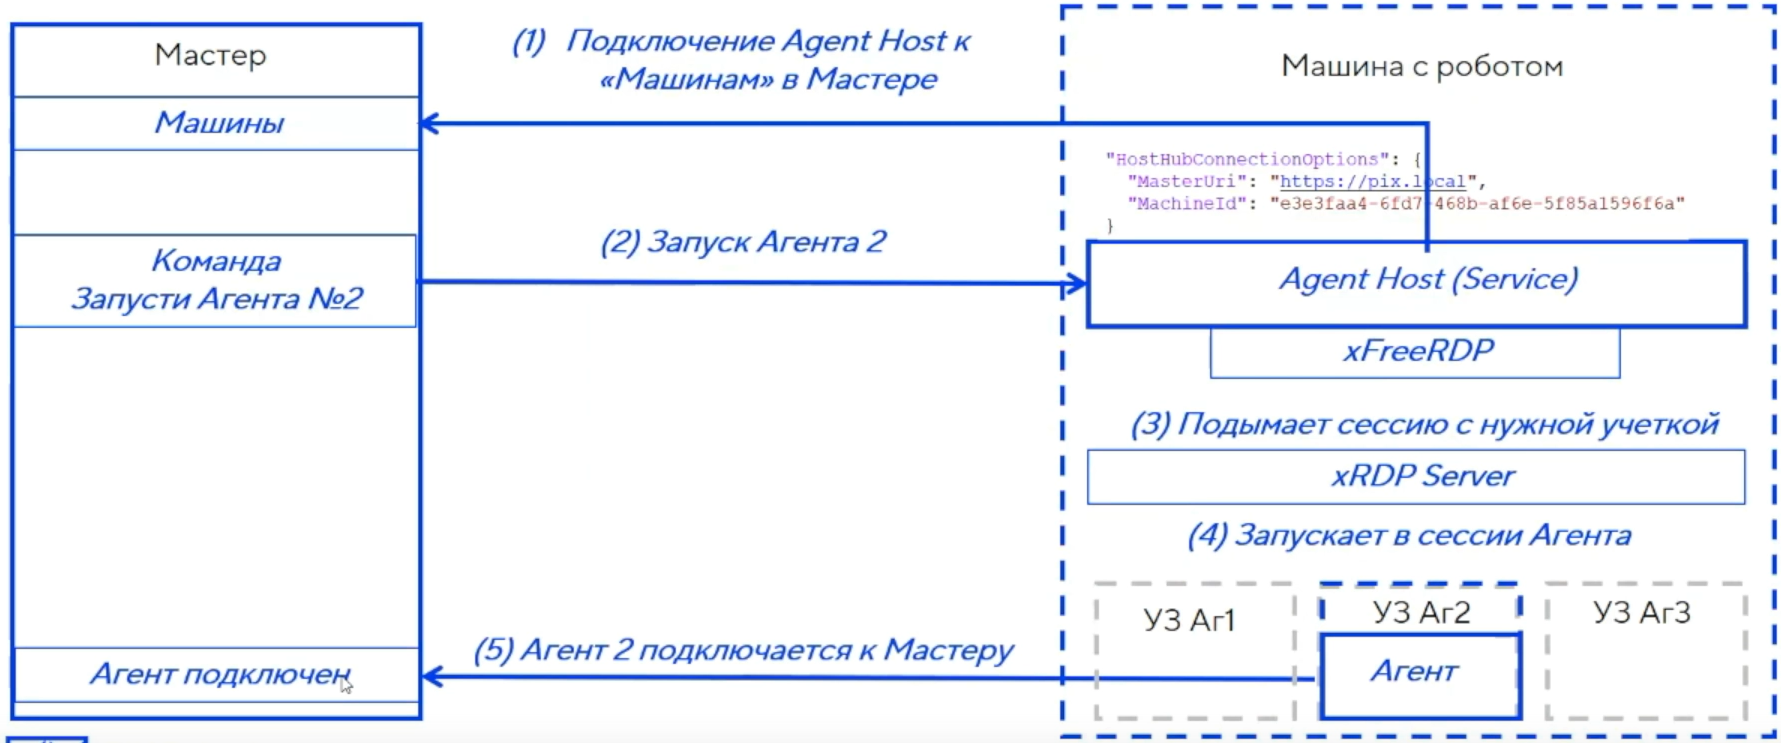 Мастер
Машины
Команда
Запусти Агента №2
Агент подключен
(1) Подключение Agent Host к
«Машинам» в Мастере
(2) Запуск Агента 2
(5) Агент 2 подключается к Мастеру
Машина с роботом
"HostHubConnectionOptions": {
"MasterUri": "https://pix.local",
"MachineId": "e3e3faa4-6fd7-468b-af6e-5f85a1596f6a"
}
Agent Host (Service)
xFreeRDP
(3) Подымает сессию с нужной учеткой
xRDP Server
(4) Запускает в сессии Агента
УЗ Аг1
УЗ Аг2
УЗ Аг3
Агент